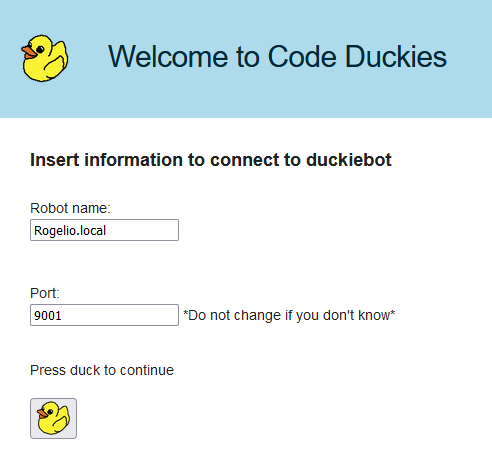 Welcome to Code Duckies
Insert information to connect to duckiebot
Robot name:
Rogelio.local
Port:
9001 *Do not change if you don't know*
Press duck to continue